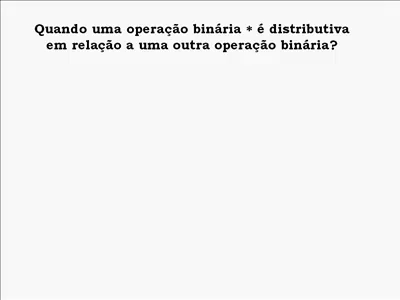 Quando uma operação binária * é distributiva
em relação a uma outra operação binária?